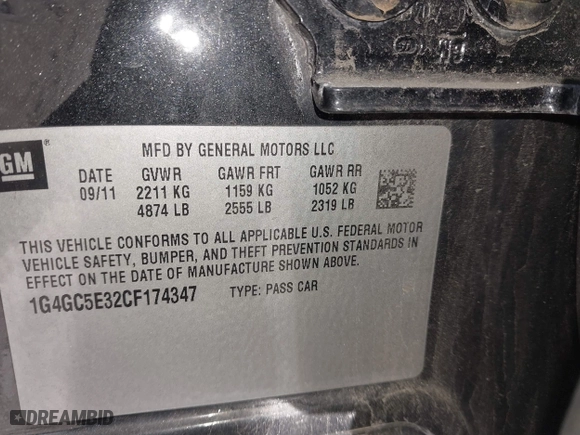 GM
MFD BY GENERAL MOTORS LLC
DATE GVWR GAWR FRT GAWR RR
09/11 2211 KG 1159 KG 1052 KG
4874 LB 2555 LB 2319 LB
THIS VEHICLE CONFORMS TO ALL APPLICABLE U.S. FEDERAL MOTOR
VEHICLE SAFETY, BUMPER, AND THEFT PREVENTION STANDARDS IN
EFFECT ON THE DATE OF MANUFACTURE SHOWN ABOVE.
1G4GC5E32CF174347 TYPE: PASS CAR
DREAMBID